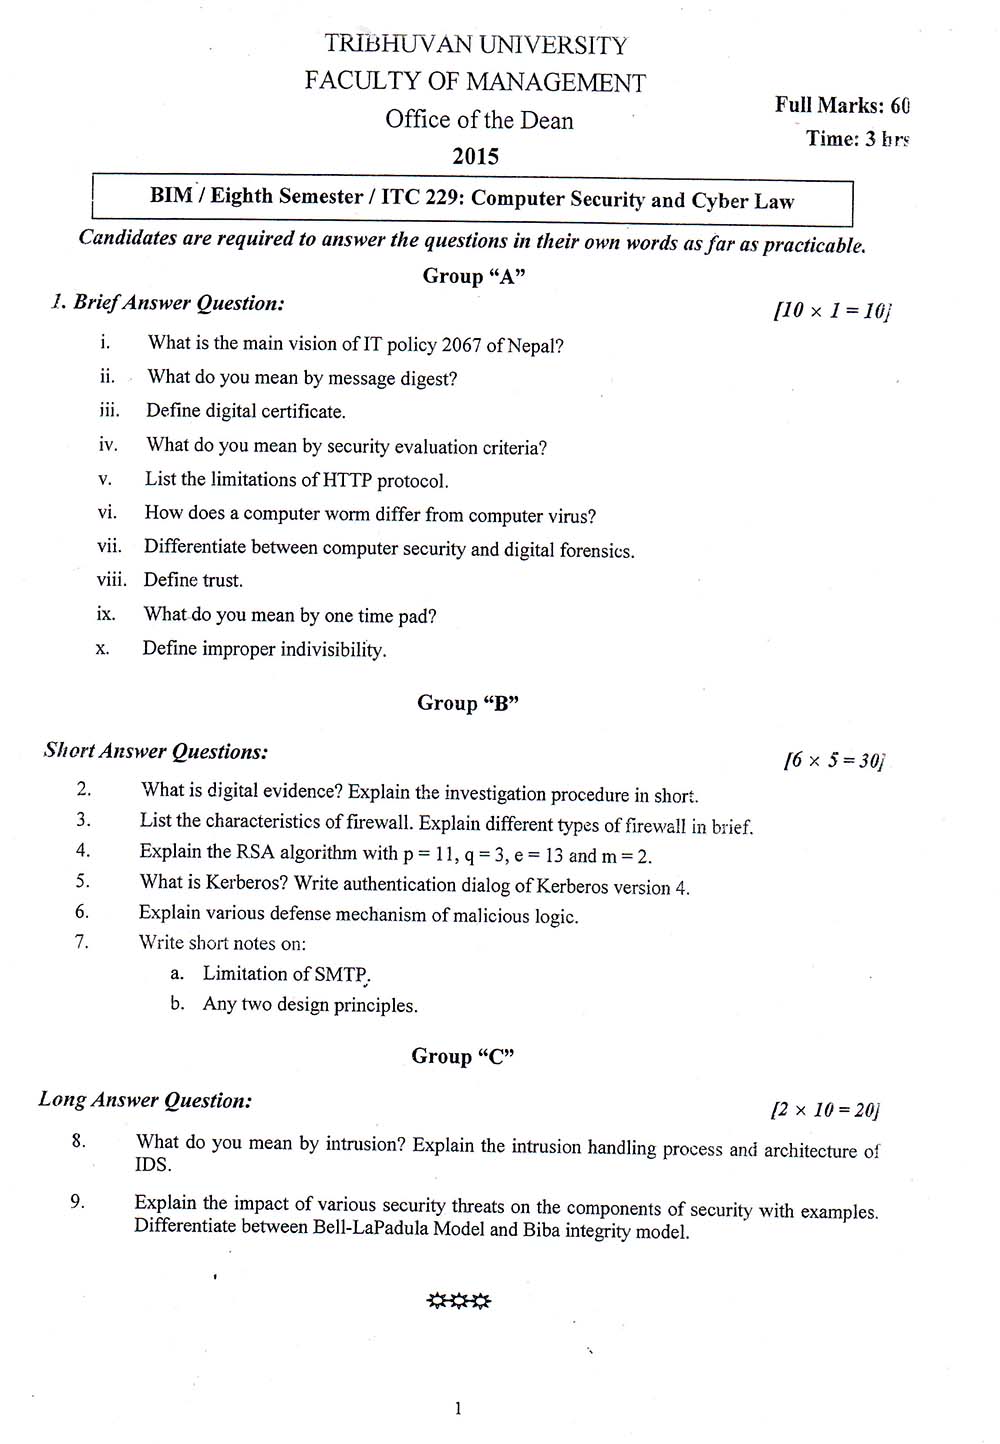 TRIBHUVAN UNIVERSITY
FACULTY OF MANAGEMENT
Office of the Dean
2015
Full Marks: 60
Time: 3 hrs
BIM / Eighth Semester / ITC 229: Computer Security and Cyber Law
Candidates are required to answer the questions in their own words as far as practicable.
Group “A”
1. Brief Answer Question: [10 × 1 = 10]
i. What is the main vision of IT policy 2067 of Nepal?
ii. What do you mean by message digest?
iii. Define digital certificate.
iv. What do you mean by security evaluation criteria?
v. List the limitations of HTTP protocol.
vi. How does a computer worm differ from computer virus?
vii. Differentiate between computer security and digital forensics.
viii. Define trust.
ix. What do you mean by one time pad?
x. Define improper indivisibility.
Group “B”
Short Answer Questions: [6 × 5 = 30]
2. What is digital evidence? Explain the investigation procedure in short.
3. List the characteristics of firewall. Explain different types of firewall in brief.
4. Explain the RSA algorithm with p = 11, q = 3, e = 13 and m = 2.
5. What is Kerberos? Write authentication dialog of Kerberos version 4.
6. Explain various defense mechanism of malicious logic.
7. Write short notes on:
a. Limitation of SMTP.
b. Any two design principles.
Group “C”
Long Answer Question: [2 × 10 = 20]
8. What do you mean by intrusion? Explain the intrusion handling process and architecture of
IDS.
9. Explain the impact of various security threats on the components of security with examples.
Differentiate between Bell-LaPadula Model and Biba integrity model.
1